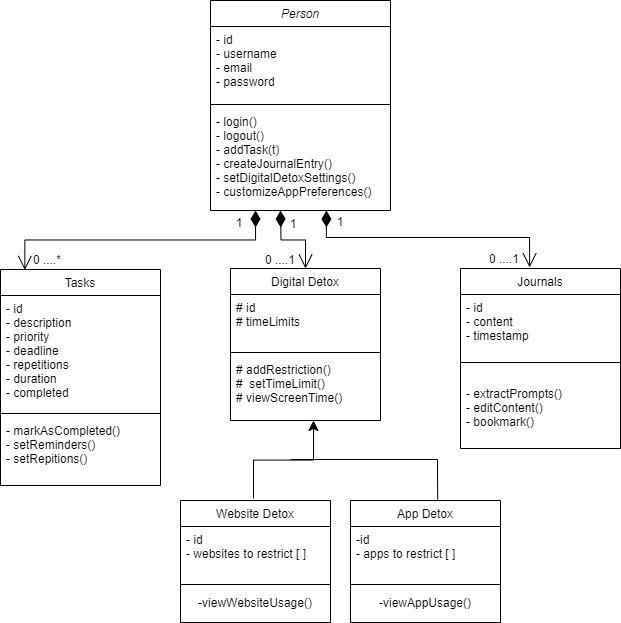 Person
- id
- username
- email
- password
- login()
- logout()
- addTask(t)
- createJournalEntry()
- setDigitalDetoxSettings()
- customizeAppPreferences()
1
1
1
0 ....*
0 ....1
0 ....1
Tasks
- id
- description
- priority
- deadline
- repetitions
- duration
- completed
- markAsCompleted()
- setReminders()
- setRepitions()
Digital Detox
# id
# timeLimits
# addRestriction()
# setTimeLimit()
# viewScreenTime()
Journals
- id
- content
- timestamp
- extractPrompts()
- editContent()
- bookmark()
Website Detox
- id
- websites to restrict [ ]
-viewWebsiteUsage()
App Detox
-id
- apps to restrict [ ]
-viewAppUsage()